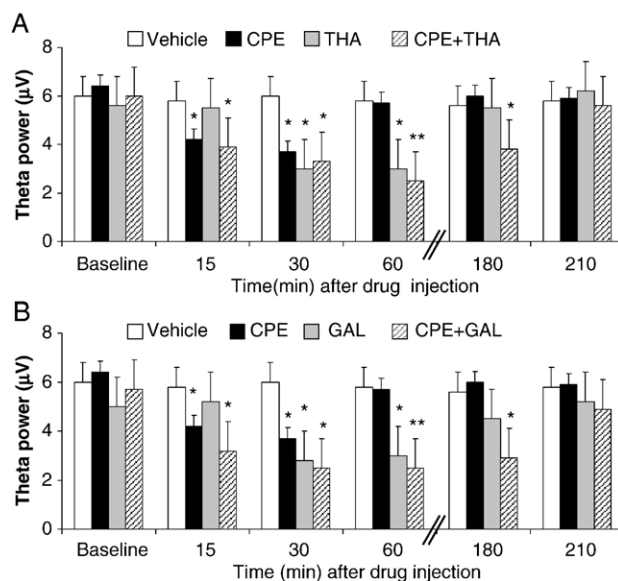 A
Vehicle CPE THA CPE+THA
Theta power (µV)
8
6
4
2
0
* * * * * * ** *
Baseline 15 30 60 180 210
Time(min) after drug injection
B
Vehicle CPE GAL CPE+GAL
Theta power (µV)
8
6
4
2
0
* * * * * * ** *
Baseline 15 30 60 180 210
Time (min) after drug injection